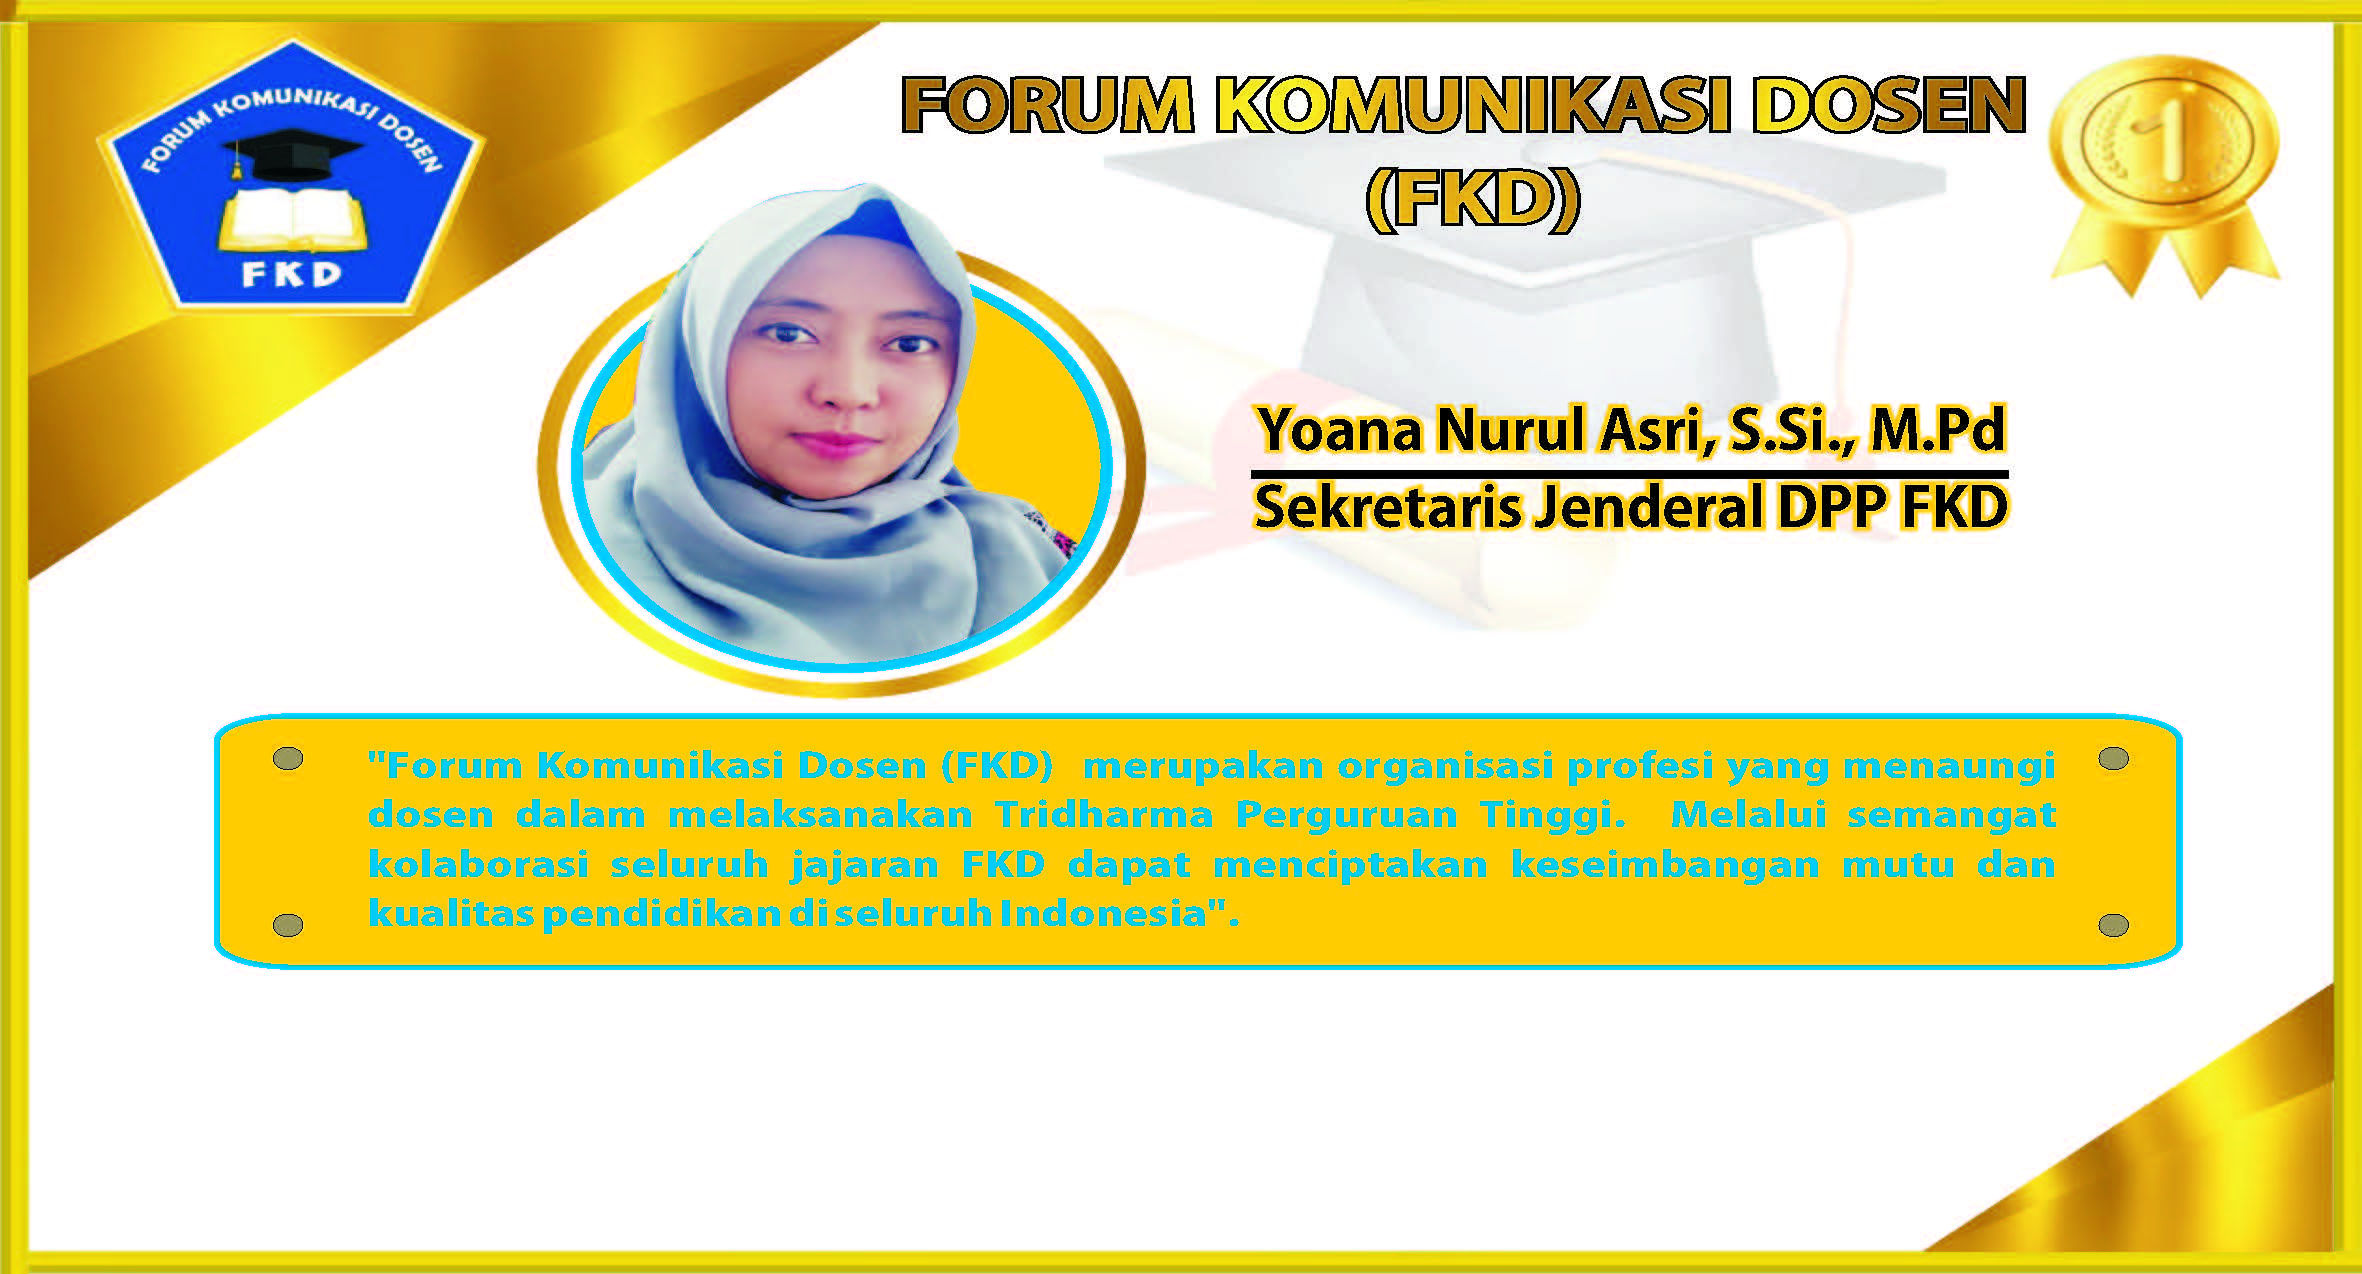 FORUM KOMUNIKASI DOSEN
FKD
FORUM KOMUNIKASI DOSEN
(FKD)
1
Yoana Nurul Asri, S.Si., M.Pd
Sekretaris Jenderal DPP FKD
"Forum Komunikasi Dosen (FKD) merupakan organisasi profesi yang menaungi
dosen dalam melaksanakan Tridharma Perguruan Tinggi. Melalui semangat
kolaborasi seluruh jajaran FKD dapat menciptakan keseimbangan mutu dan
kualitas pendidikan di seluruh Indonesia".